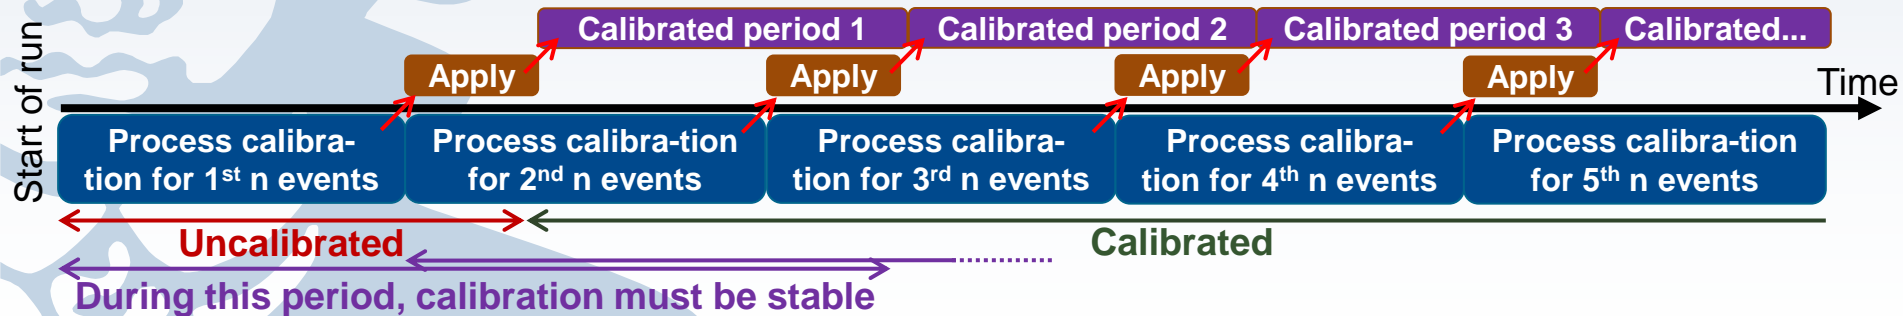 Start of run
Calibrated period 1
Calibrated period 2
Calibrated period 3
Calibrated...
Apply
Apply
Apply
Apply
Time
Process calibra-
tion for 1st n events
Process calibra-tion
for 2nd n events
Process calibra-
tion for 3rd n events
Process calibra-
tion for 4th n events
Process calibra-tion
for 5th n events
Uncalibrated
Calibrated
During this period, calibration must be stable